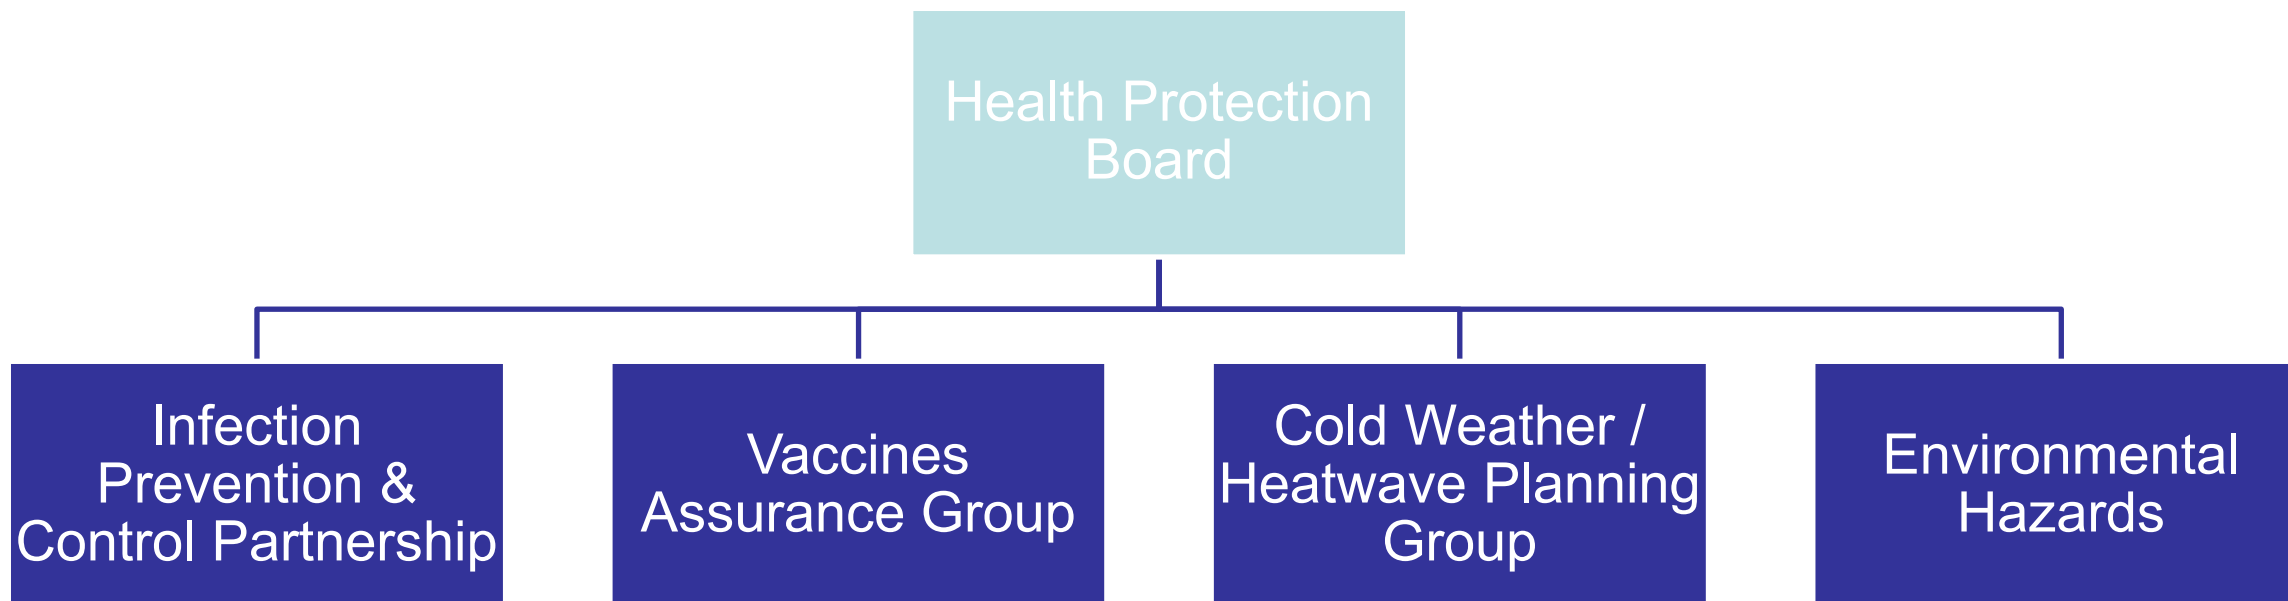 Health Protection
Board
Infection
Prevention &
Control Partnership
Vaccines
Assurance Group
Cold Weather /
Heatwave Planning
Group
Environmental
Hazards